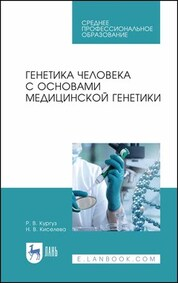 СРЕДНЕЕ
ПРОФЕССИОНАЛЬНОЕ
ОБРАЗОВАНИЕ
ГЕНЕТИКА ЧЕЛОВЕКА
С ОСНОВАМИ
МЕДИЦИНСКОЙ ГЕНЕТИКИ
Р. В. Кургуз
Н. В. Киселева
ЛАНЬ
E.LANBOOK.COM